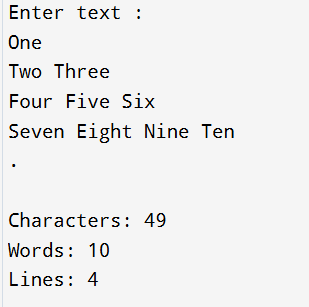 Enter text :
One
Two Three
Four Five Six
Seven Eight Nine Ten
.
Characters: 49
Words: 10
Lines: 4